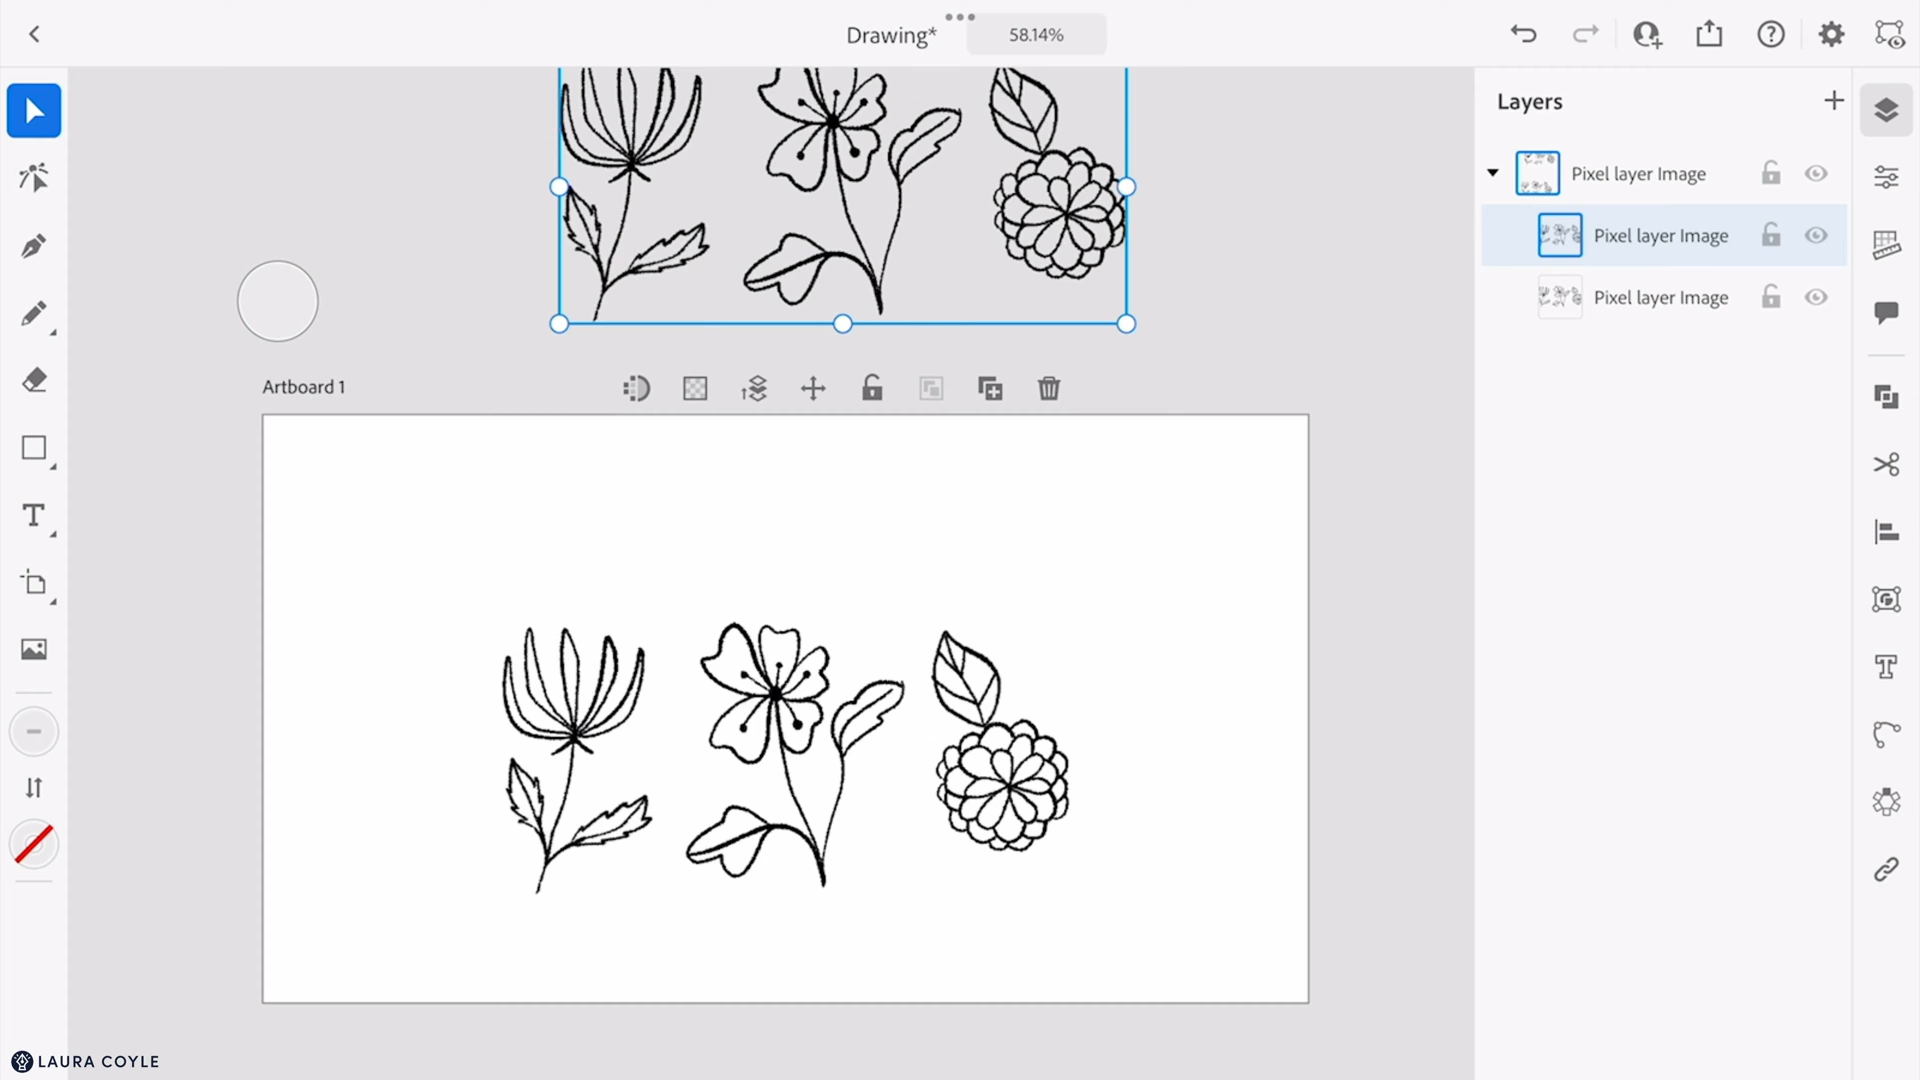 Drawing*
58.14%
Layers
Pixel layer Image
Pixel layer Image
Pixel layer Image
Artboard 1
LAURA COYLE